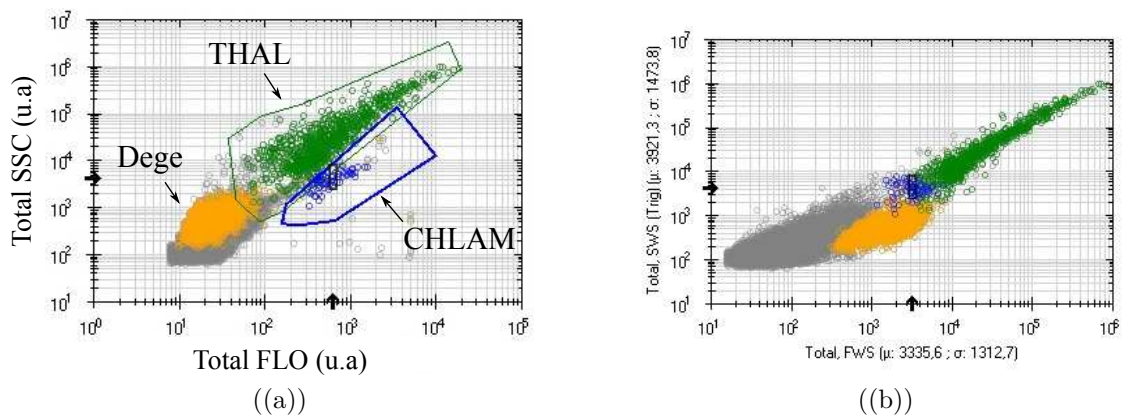 10^7
10^6
10^5
10^4
10^3
10^2
10^1
10^0
10^1
10^2
10^3
10^4
10^5
Total SSC (u.a)
Total FLO (u.a)
THAL
Dege
CHLAM
((a))
10^7
10^6
10^5
10^4
10^3
10^2
10^1
10^1
10^2
10^3
10^4
10^5
10^6
Total, SWS [Trig] (µ: 3921,3 ; σ: 1473,8)
Total, FWS (µ: 3335,6 ; σ: 1312,7)
((b))